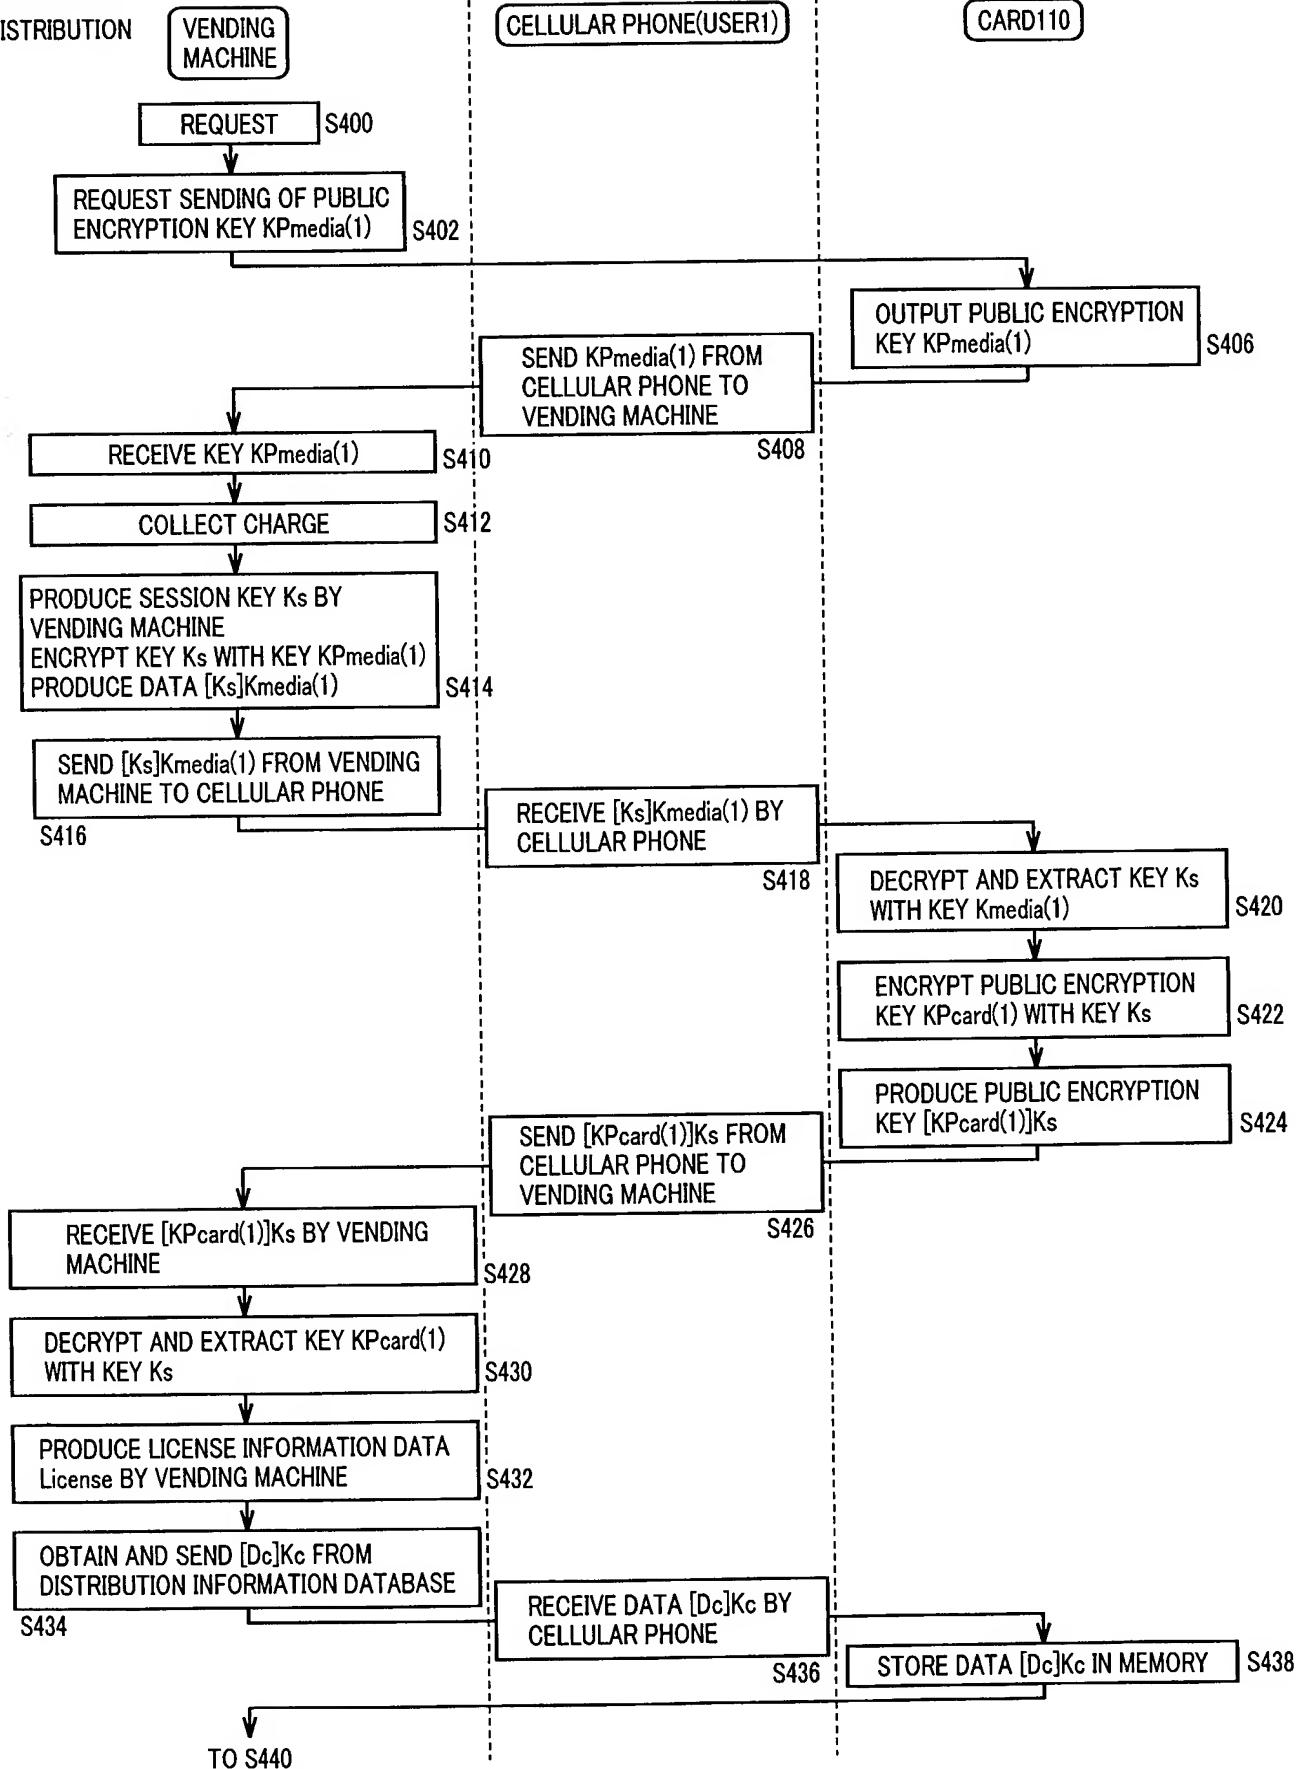 ISTRIBUTION
VENDING
MACHINE
CELLULAR PHONE(USER1)
CARD110
REQUEST
S400
REQUEST SENDING OF PUBLIC
ENCRYPTION KEY KPmedia(1)
S402
OUTPUT PUBLIC ENCRYPTION
KEY KPmedia(1)
S406
SEND KPmedia(1) FROM
CELLULAR PHONE TO
VENDING MACHINE
S408
RECEIVE KEY KPmedia(1)
S410
COLLECT CHARGE
S412
PRODUCE SESSION KEY Ks BY
VENDING MACHINE
ENCRYPT KEY Ks WITH KEY KPmedia(1)
PRODUCE DATA [Ks]Kmedia(1)
S414
SEND [Ks]Kmedia(1) FROM VENDING
MACHINE TO CELLULAR PHONE
S416
RECEIVE [Ks]Kmedia(1) BY
CELLULAR PHONE
S418
DECRYPT AND EXTRACT KEY Ks
WITH KEY Kmedia(1)
S420
ENCRYPT PUBLIC ENCRYPTION
KEY KPcard(1) WITH KEY Ks
S422
PRODUCE PUBLIC ENCRYPTION
KEY [KPcard(1)]Ks
S424
SEND [KPcard(1)]Ks FROM
CELLULAR PHONE TO
VENDING MACHINE
S426
RECEIVE [KPcard(1)]Ks BY VENDING
MACHINE
S428
DECRYPT AND EXTRACT KEY KPcard(1)
WITH KEY Ks
S430
PRODUCE LICENSE INFORMATION DATA
License BY VENDING MACHINE
S432
OBTAIN AND SEND [Dc]Kc FROM
DISTRIBUTION INFORMATION DATABASE
S434
RECEIVE DATA [Dc]Kc BY
CELLULAR PHONE
S436
STORE DATA [Dc]Kc IN MEMORY
S438
TO S440